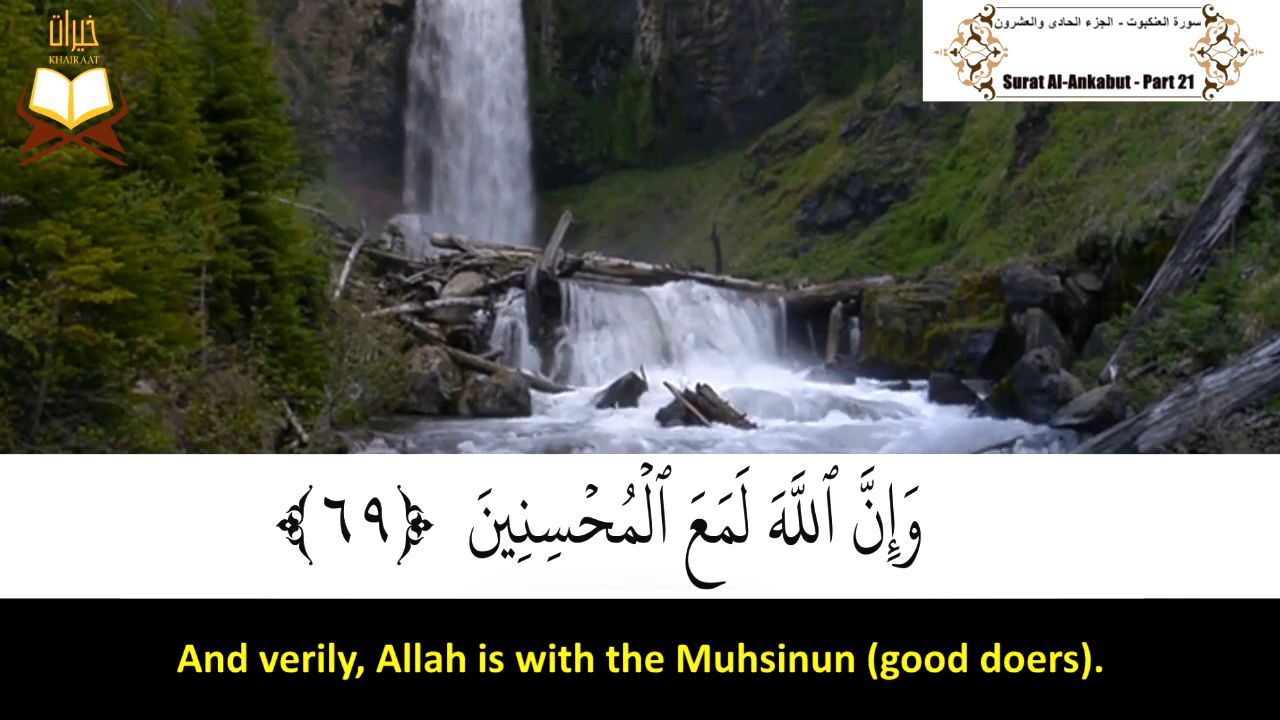 خيرات
KHAIRAAT
سورة العنكبوت - الجزء الحادى والعشرون
Surat Al-Ankabut - Part 21
وَإِنَّ ٱللَّهَ لَمَعَ ٱلْمُحْسِنِينَ ﴿٦٩﴾
And verily, Allah is with the Muhsinun (good doers).